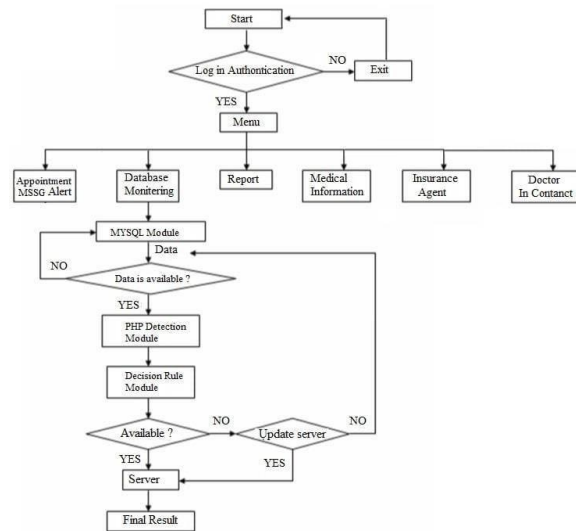 Start
Log in Authontication
NO
Exit
YES
Menu
Appointment
MSSG Alert
Database
Monitering
Report
Medical
Information
Insurance
Agent
Doctor
In Contanct
MYSQL Module
Data
NO
Data is available ?
YES
PHP Detection
Module
Decision Rule
Module
Available ?
NO
Update server
NO
YES
YES
Server
Final Result